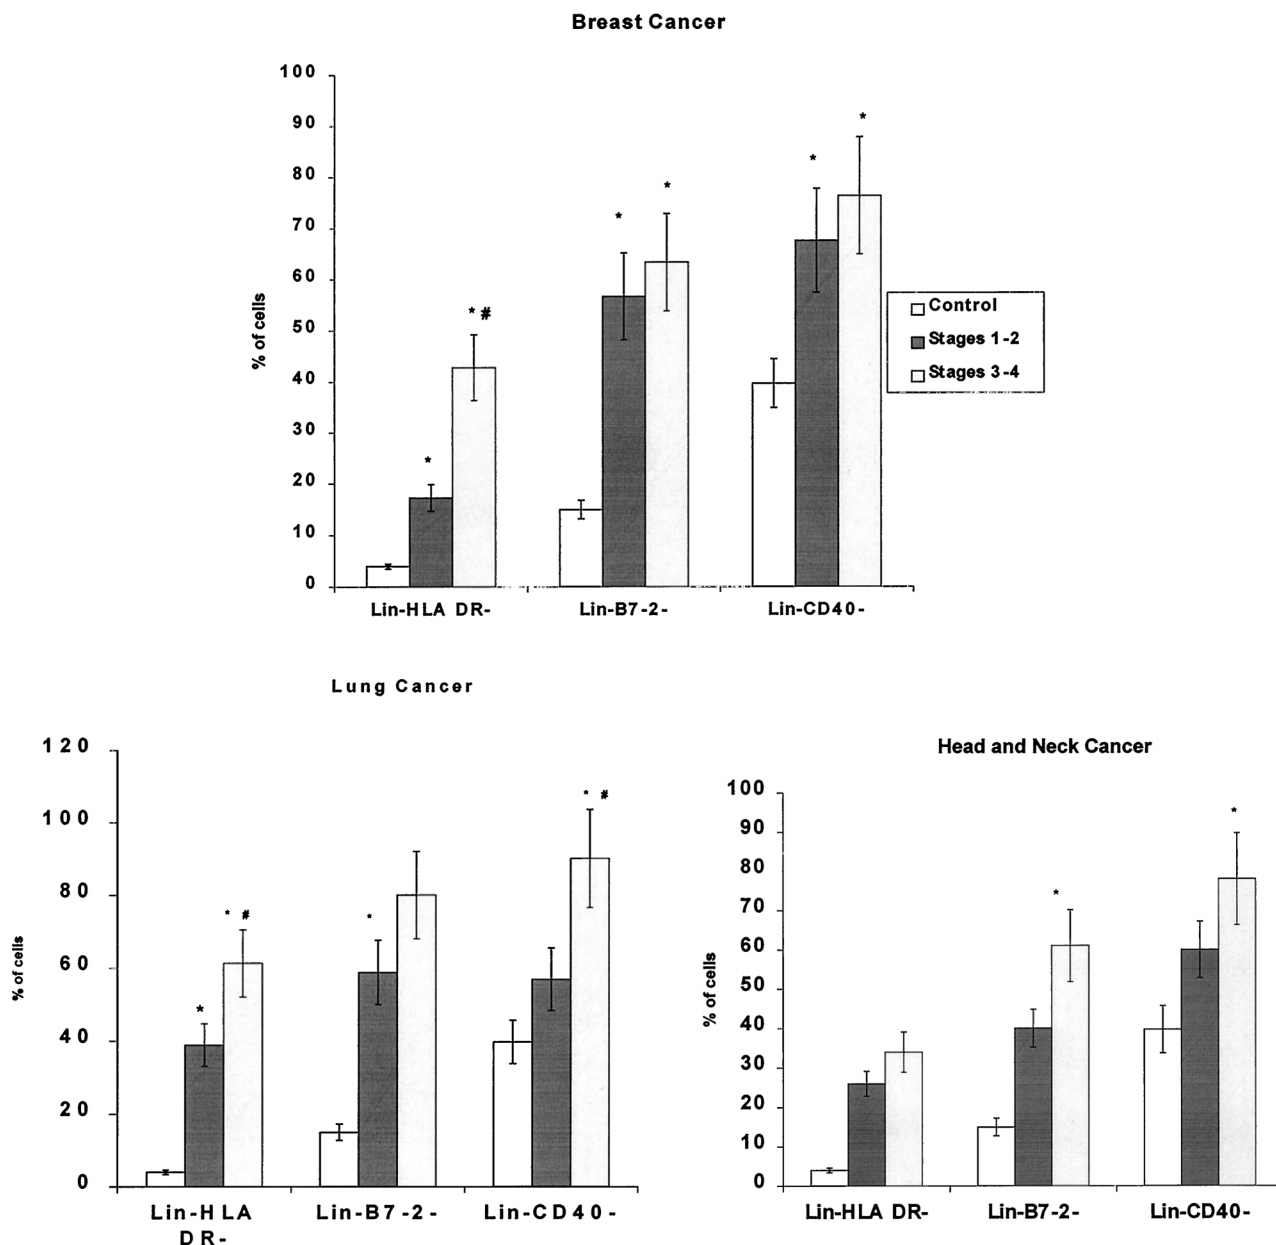 Breast Cancer
100
90
80
70
60
50
40
30
20
10
0
% of cells
*
* #
*
*
*
*
Lin-HLA DR-
Lin-B7-2-
Lin-CD40-
Control
Stages 1-2
Stages 3-4
Lung Cancer
120
100
80
60
40
20
0
% of cells
*
* #
*
* #
Lin-HLA
DR-
Lin-B7-2-
Lin-CD40-
Head and Neck Cancer
100
90
80
70
60
50
40
30
20
10
0
% of cells
*
*
Lin-HLA DR-
Lin-B7-2-
Lin-CD40-